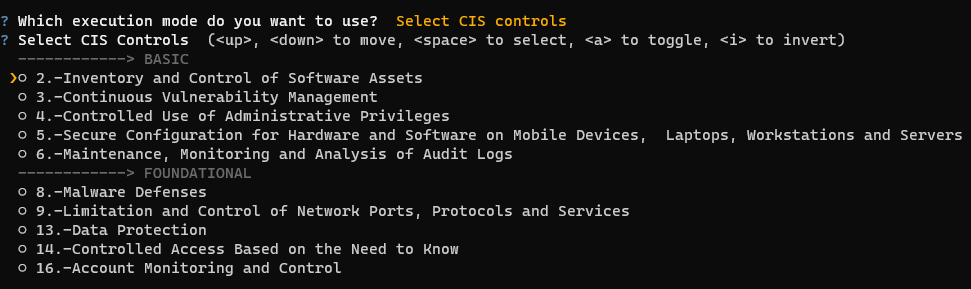 ? Which execution mode do you want to use?  Select CIS controls
? Select CIS Controls  (<up>, <down> to move, <space> to select, <a> to toggle, <i> to invert)
------------> BASIC
❯○ 2.-Inventory and Control of Software Assets
○ 3.-Continuous Vulnerability Management
○ 4.-Controlled Use of Administrative Privileges
○ 5.-Secure Configuration for Hardware and Software on Mobile Devices,  Laptops, Workstations and Servers
○ 6.-Maintenance, Monitoring and Analysis of Audit Logs
------------> FOUNDATIONAL
○ 8.-Malware Defenses
○ 9.-Limitation and Control of Network Ports, Protocols and Services
○ 13.-Data Protection
○ 14.-Controlled Access Based on the Need to Know
○ 16.-Account Monitoring and Control